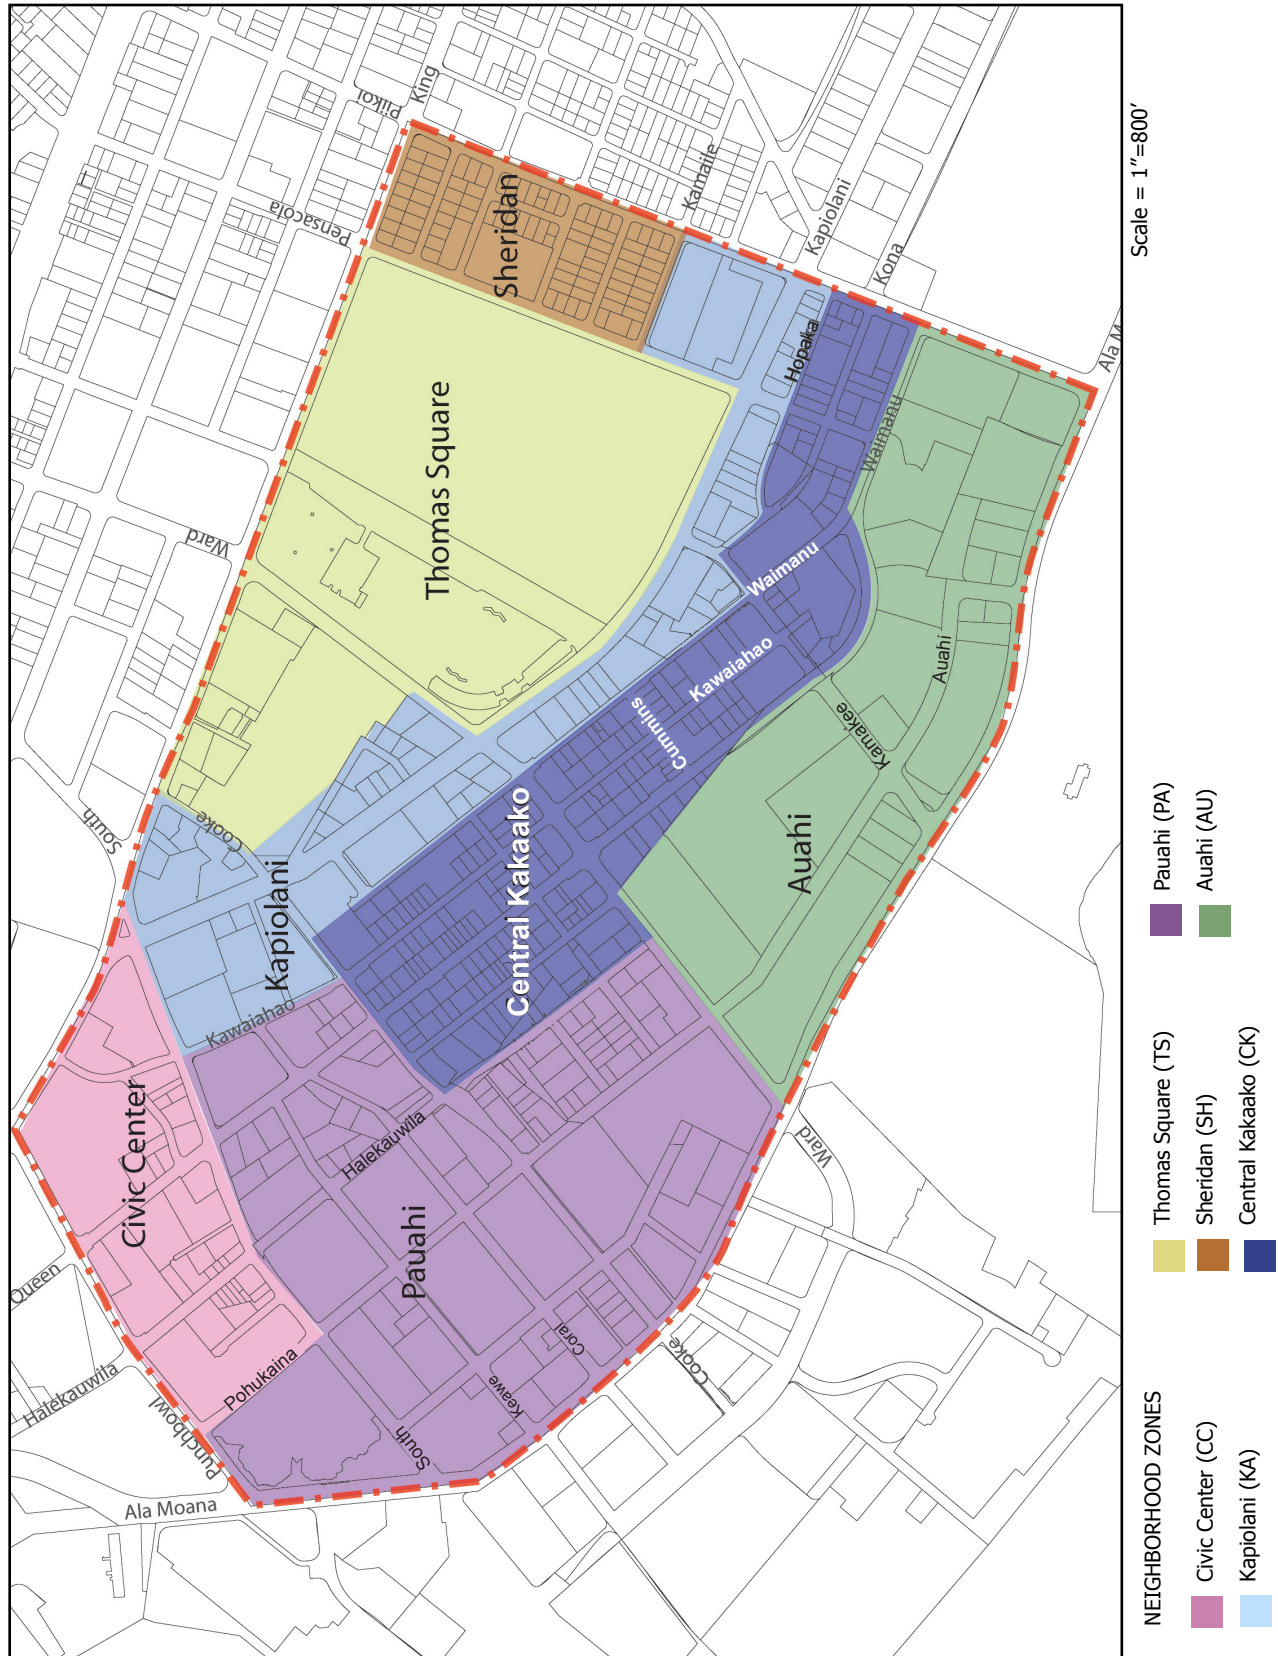 King
Piikoi
Pensacola
Kamaile
Kapiolani
Kona
Ala M
Sheridan
Hopaka
Waimanu
Thomas Square
Ward
Waimanu
Kawaiahao
Cummins
Auahi
Kamakee
South
Cooke
Kapiolani
Central Kakaako
Auahi
Kawaiahao
Civic Center
Halekauwila
Pauahi
Ward
Queen
Halekauwila
Pohukaina
Punchbowl
South
Keawe
Coral
Cooke
Ala Moana
Scale = 1"=800'
NEIGHBORHOOD ZONES
Civic Center (CC)
Kapiolani (KA)
Thomas Square (TS)
Sheridan (SH)
Central Kakaako (CK)
Pauahi (PA)
Auahi (AU)